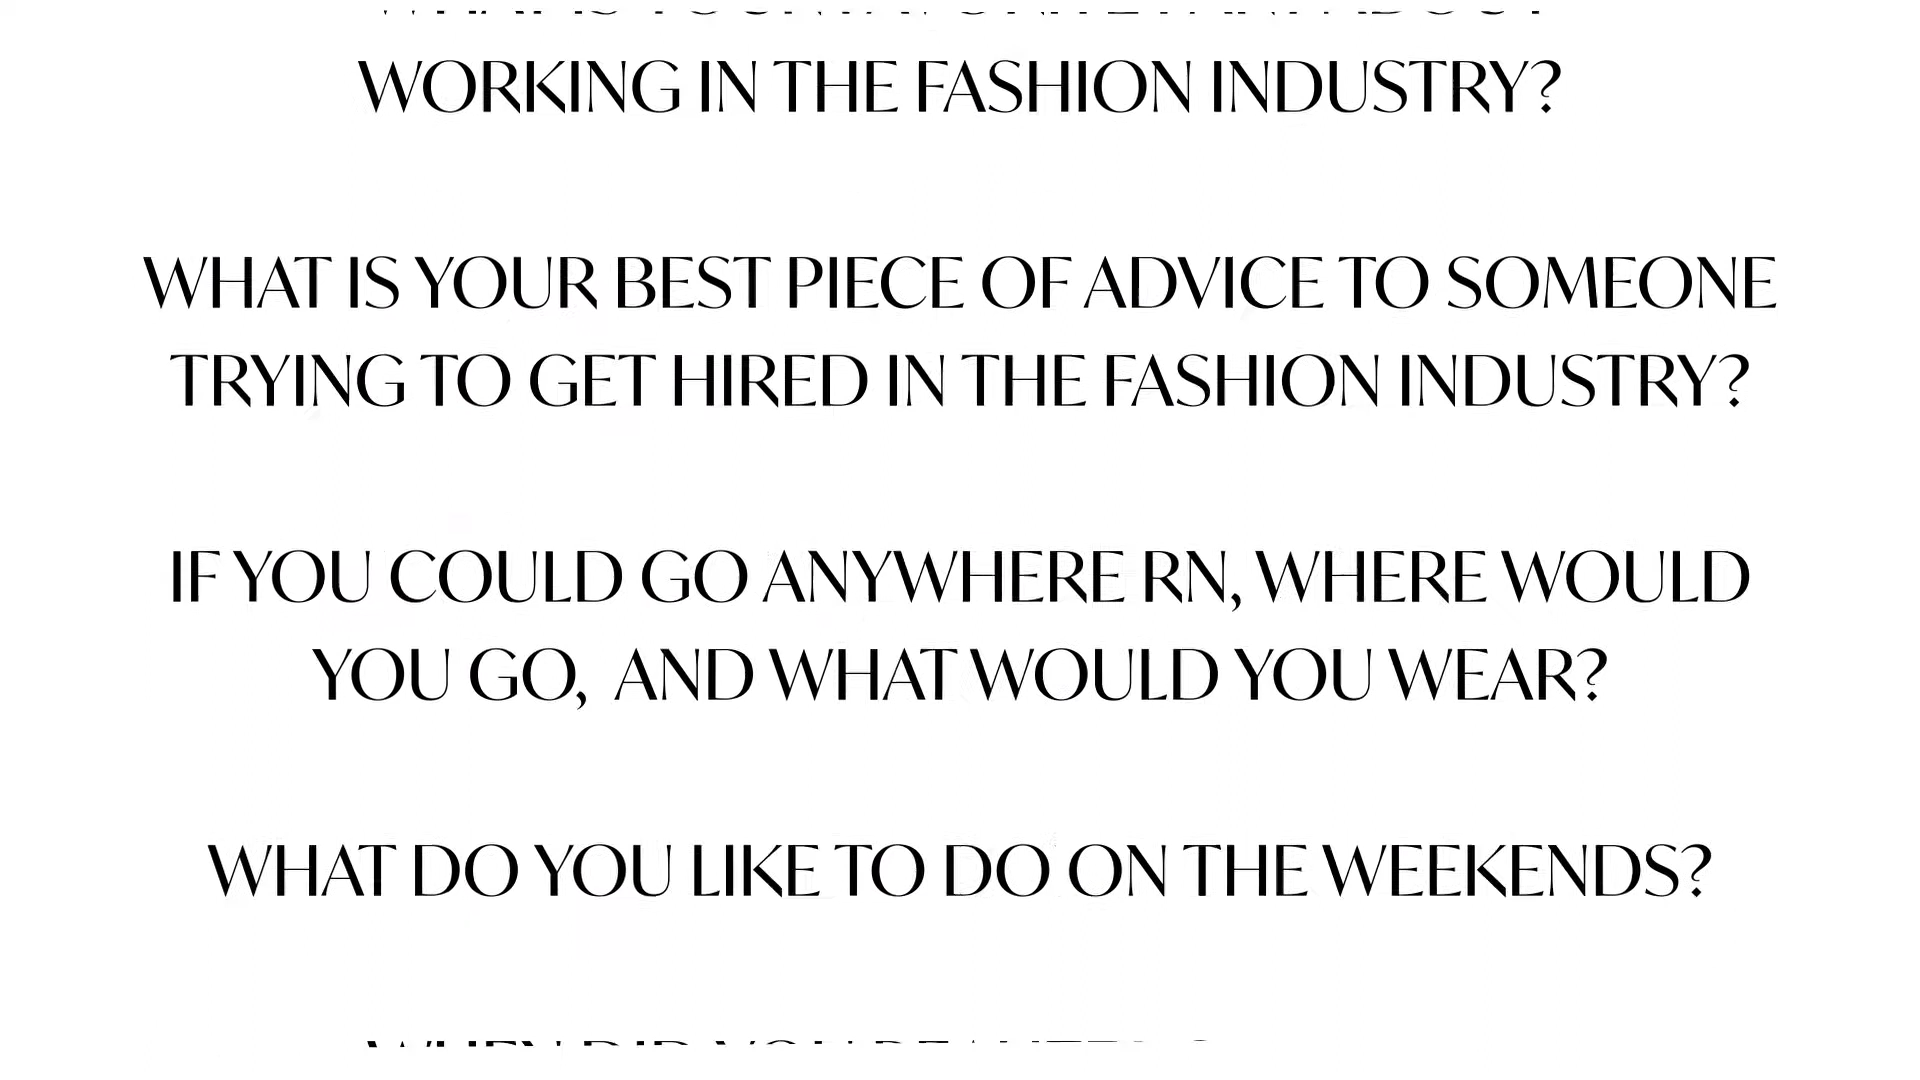 WORKING IN THE FASHION INDUSTRY?
WHAT IS YOUR BEST PIECE OF ADVICE TO SOMEONE
TRYING TO GET HIRED IN THE FASHION INDUSTRY?
IF YOU COULD GO ANYWHERE RN, WHERE WOULD
YOU GO,  AND WHAT WOULD YOU WEAR?
WHAT DO YOU LIKE TO DO ON THE WEEKENDS?